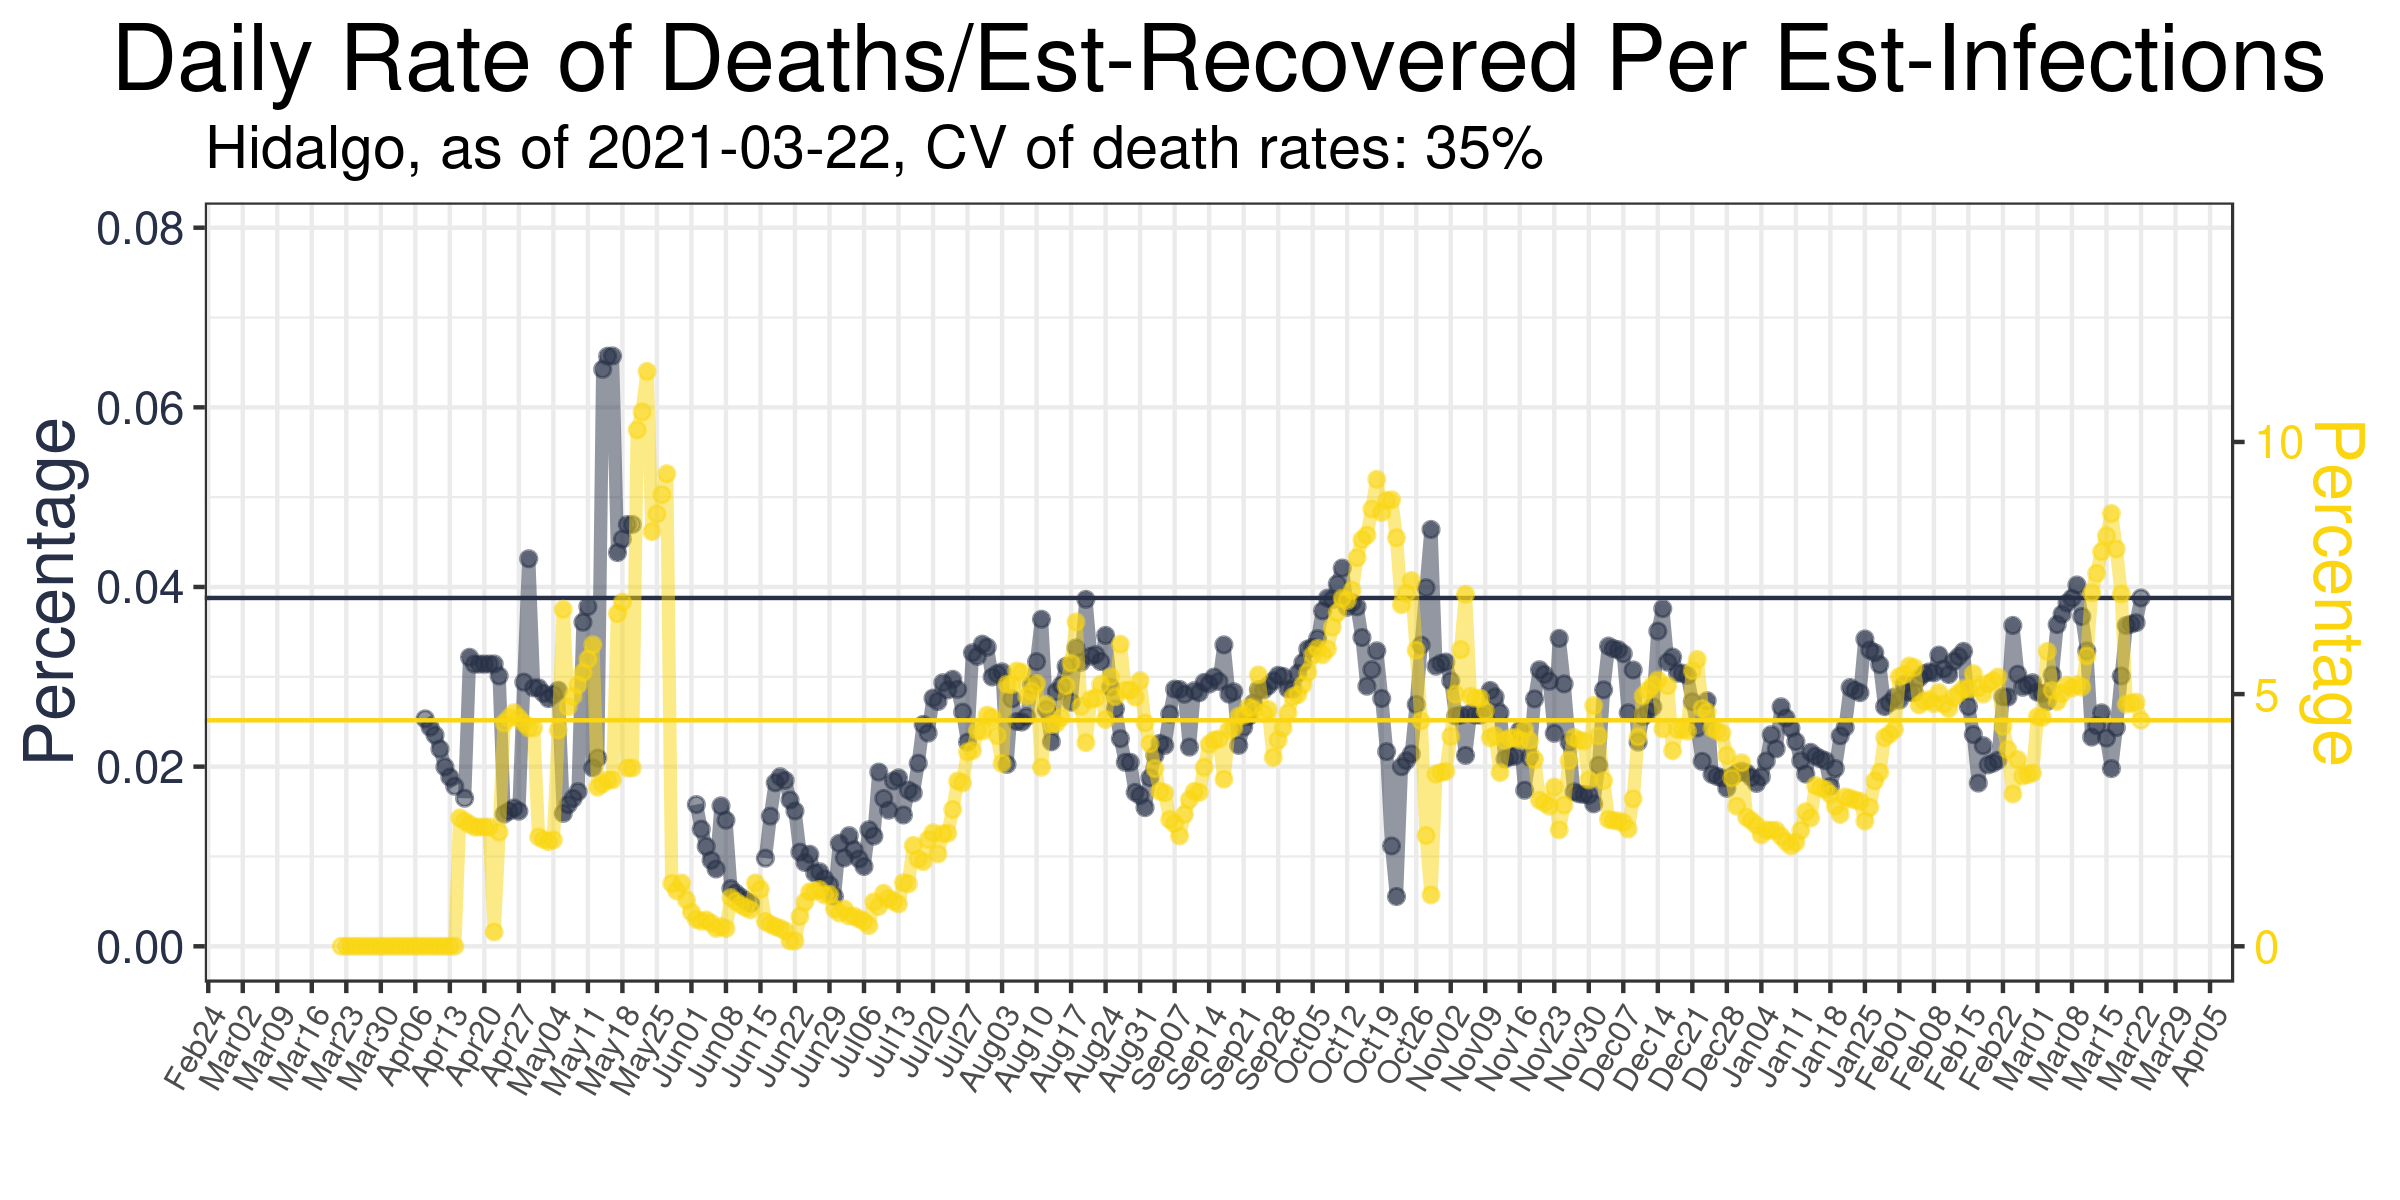 Daily Rate of Deaths/Est-Recovered Per Est-Infections
Hidalgo, as of 2021-03-22, CV of death rates: 35%
Percentage
0.08
0.06
0.04
0.02
0.00
10
5
0
Percentage
Feb24
Mar02
Mar09
Mar16
Mar23
Mar30
Apr06
Apr13
Apr20
Apr27
May04
May11
May18
May25
Jun01
Jun08
Jun15
Jun22
Jun29
Jul06
Jul13
Jul20
Jul27
Aug03
Aug10
Aug17
Aug24
Aug31
Sep07
Sep14
Sep21
Sep28
Oct05
Oct12
Oct19
Oct26
Nov02
Nov09
Nov16
Nov23
Nov30
Dec07
Dec14
Dec21
Dec28
Jan04
Jan11
Jan18
Jan25
Feb01
Feb08
Feb15
Feb22
Mar01
Mar08
Mar15
Mar22
Mar29
Apr05